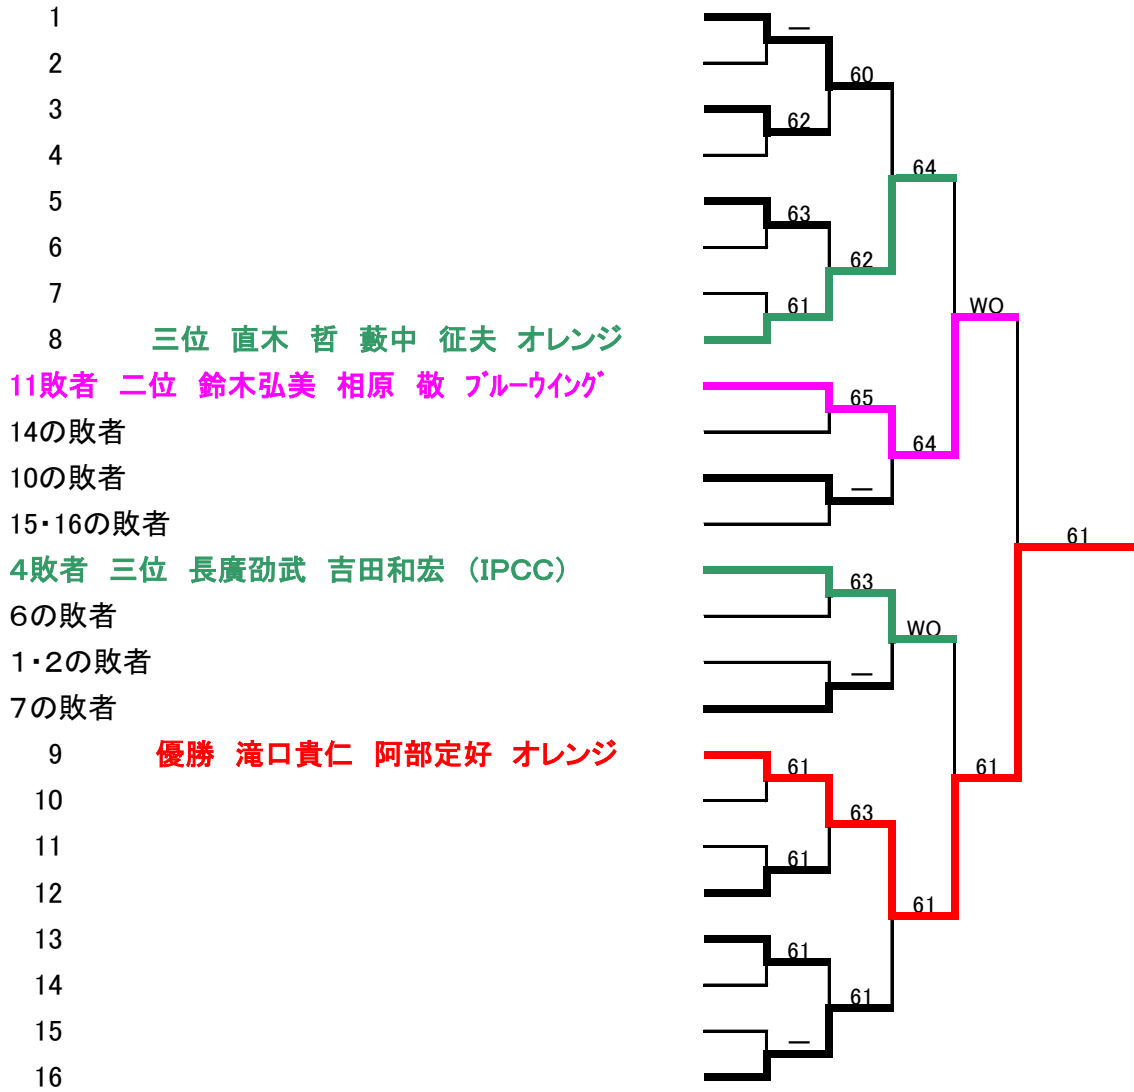 1
―
2
60
3
62
4
64
5
63
6
62
7
61
WO
8 三位 直木 哲 藪中 征夫 オレンジ
11敗者 二位 鈴木弘美 相原 敬 ブルーウイング
65
14の敗者
64
10の敗者
―
15・16の敗者
61
4敗者 三位 長廣劭武 吉田和宏 (IPCC)
63
6の敗者
WO
1・2の敗者
―
7の敗者
9 優勝 滝口貴仁 阿部定好 オレンジ
61
61
10
63
11
61
12
61
13
61
14
61
15
―
16